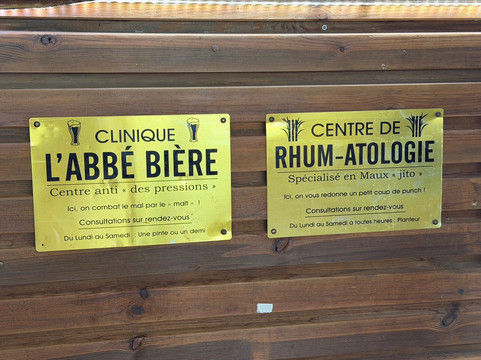 CLINIQUE
L'ABBÉ BIÈRE
Centre anti « des pressions »
Ici, on combat le mal par le « malt » !
Consultations sur rendez-vous
Du Lundi au Samedi : Une pinte ou un demi
CENTRE DE
RHUM-ATOLOGIE
Spécialisé en Maux « jito »
Ici, on vous redonne un petit coup de punch !
Consultations sur rendez-vous
Du Lundi au Samedi à toutes heures : Planteur